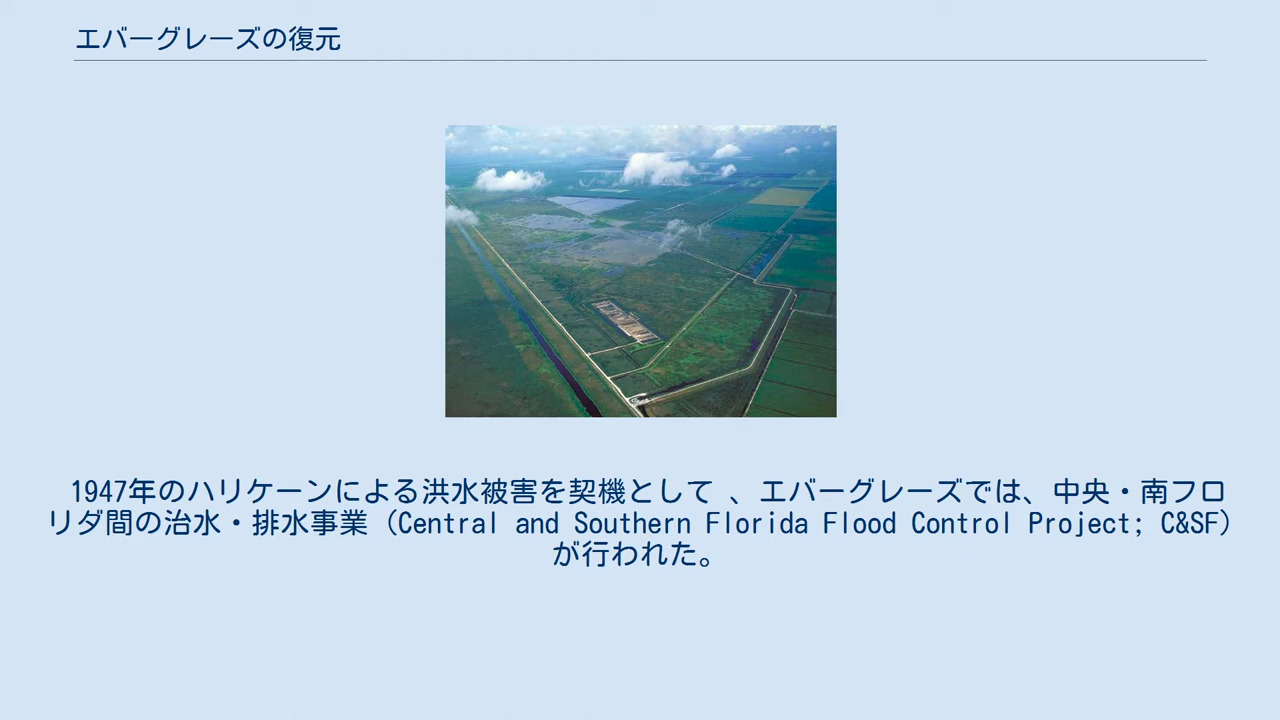 エバーグレーズの復元
1947年のハリケーンによる洪水被害を契機として 、エバーグレーズでは、中央・南フロ
リダ間の治水・排水事業（Central and Southern Florida Flood Control Project; C&SF）
が行われた。